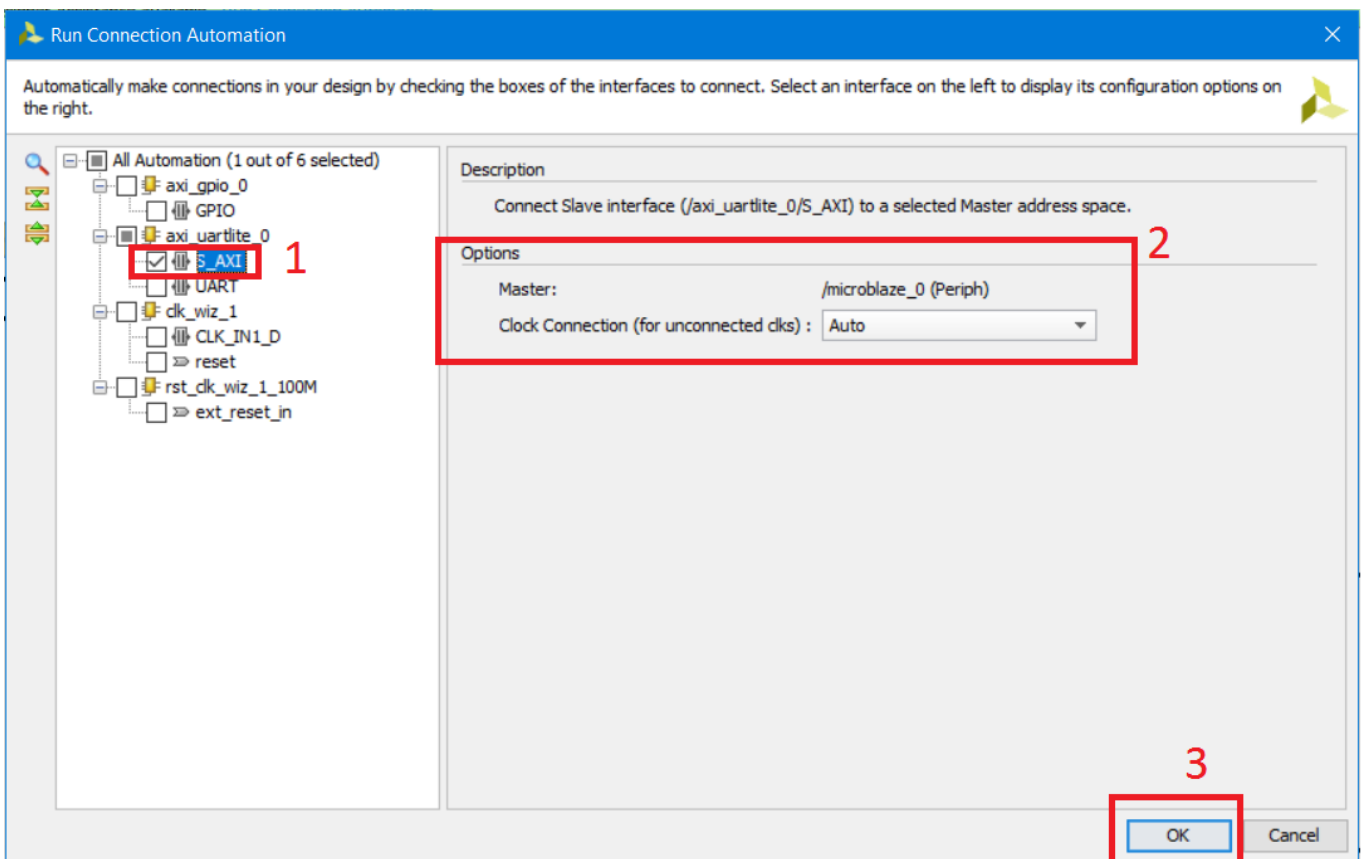 Run Connection Automation
Automatically make connections in your design by checking the boxes of the interfaces to connect. Select an interface on the left to display its configuration options on
the right.
All Automation (1 out of 6 selected)
axi_gpio_0
GPIO
axi_uartlite_0
S_AXI
1
UART
clk_wiz_1
CLK_IN1_D
reset
rst_clk_wiz_1_100M
ext_reset_in
Description
Connect Slave interface (/axi_uartlite_0/S_AXI) to a selected Master address space.
2
Options
Master: /microblaze_0 (Periph)
Clock Connection (for unconnected clks) : Auto
3
OK Cancel